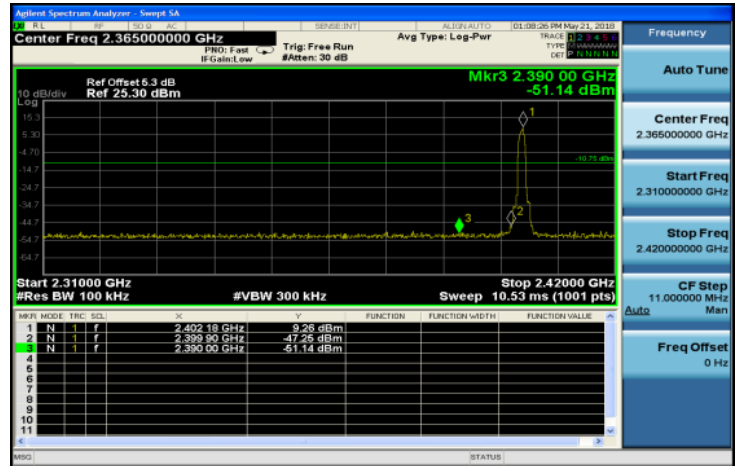 Agilent Spectrum Analyzer - Swept SA
RL RF 50 Ω AC SENSE:INT ALIGNAUTO 01:08:26 PM May 21, 2018
Center Freq 2.365000000 GHz
PNO: Fast
IFGain:Low
Trig: Free Run
#Atten: 30 dB
Avg Type: Log-Pwr
TRACE 1 2 3 4 5 6
TYPE
DET P N N N N N
Ref Offset 5.3 dB
10 dB/div Ref 25.30 dBm
Log
Mkr3 2.390 00 GHz
-51.14 dBm
15.3
5.30
-4.70
-14.7
-24.7
-34.7
-44.7
-54.7
-64.7
1
2
3
-10.75 dBm
Start 2.31000 GHz Stop 2.42000 GHz
#Res BW 100 kHz #VBW 300 kHz Sweep 10.53 ms (1001 pts)
MKR MODE TRC SCL X Y FUNCTION FUNCTION WIDTH FUNCTION VALUE
1 N 1 f 2.402 18 GHz 9.26 dBm
2 N 1 f 2.399 90 GHz -47.25 dBm
3 N 1 f 2.390 00 GHz -51.14 dBm
4
5
6
7
8
9
10
11
MSG STATUS
Frequency
Auto Tune
Center Freq
2.365000000 GHz
Start Freq
2.310000000 GHz
Stop Freq
2.420000000 GHz
CF Step
11.000000 MHz
Auto Man
Freq Offset
0 Hz